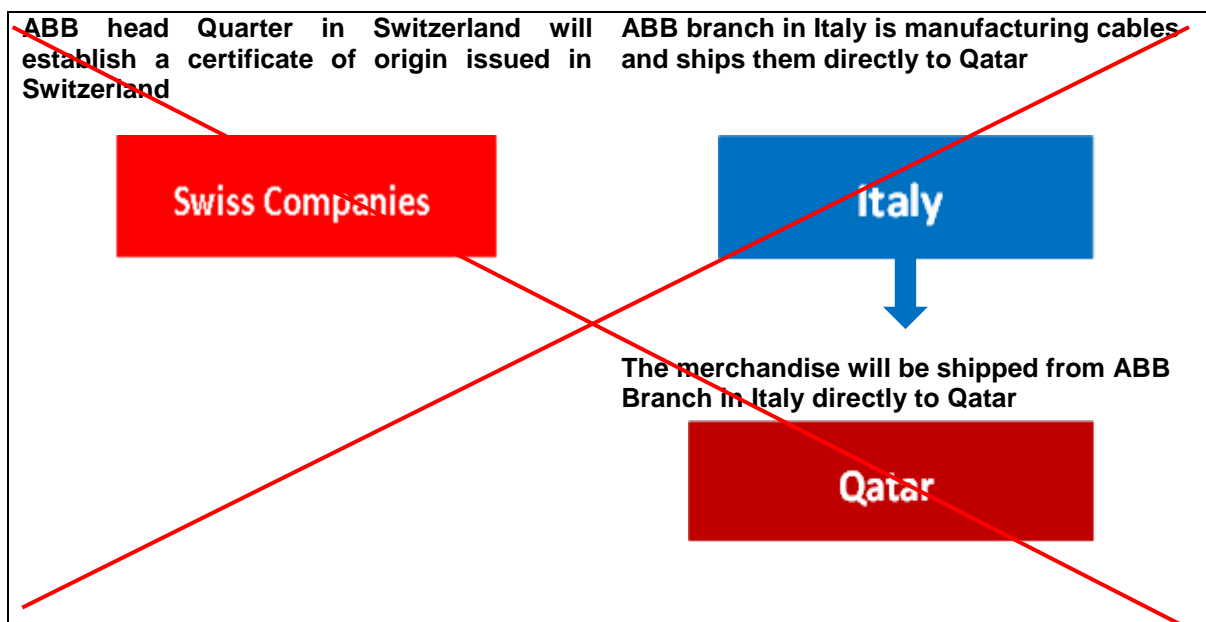 ABB head Quarter in Switzerland will
establish a certificate of origin issued in
Switzerland
ABB branch in Italy is manufacturing cables
and ships them directly to Qatar
Swiss Companies
Italy
The merchandise will be shipped from ABB
Branch in Italy directly to Qatar
Qatar